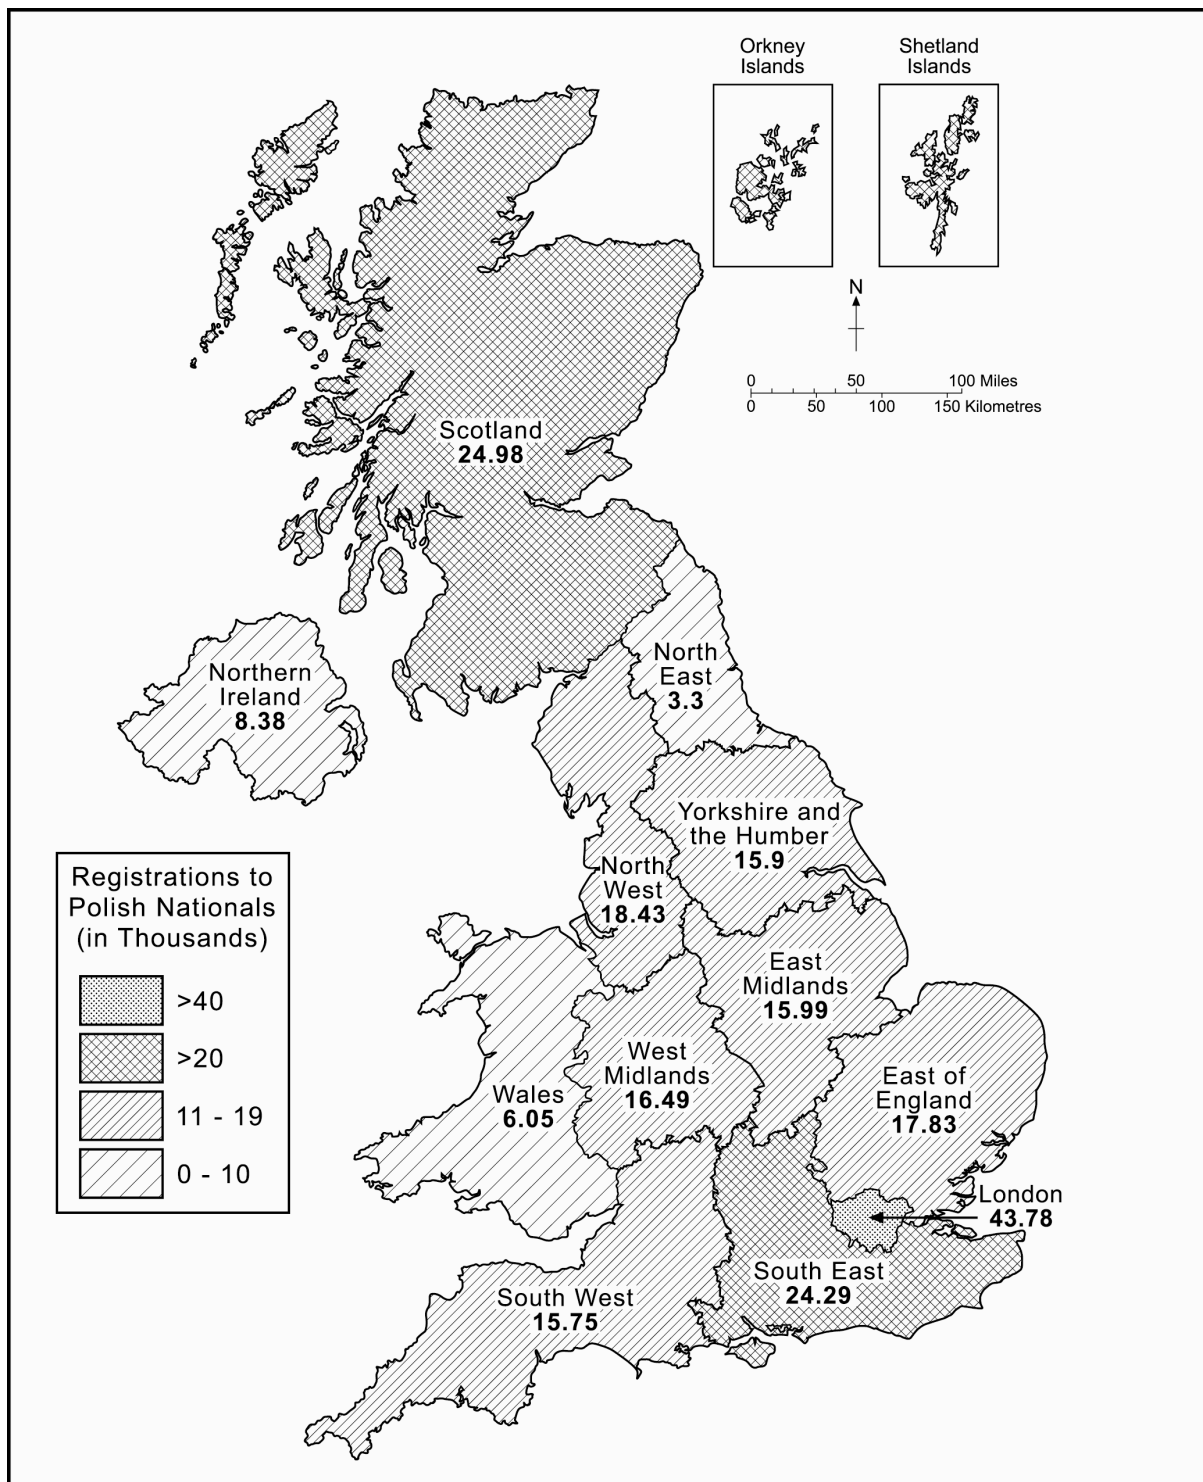 Orkney
Islands
Shetland
Islands
N
0 50 100 Miles
0 50 100 150 Kilometres
Scotland
24.98
North
East
3.3
Northern
Ireland
8.38
Yorkshire and
the Humber
15.9
North
West
18.43
East
Midlands
15.99
West
Midlands
16.49
Wales
6.05
East of
England
17.83
London
43.78
South East
24.29
South West
15.75
Registrations to
Polish Nationals
(in Thousands)
>40
>20
11 - 19
0 - 10